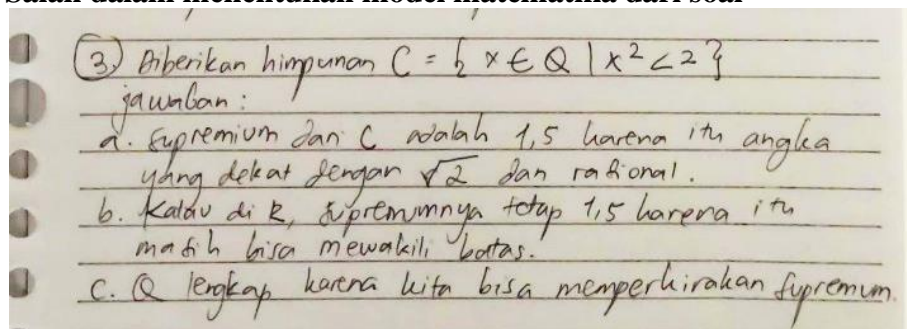 Salah dalam menentukan model matematika dari soal
3) Diberikan himpunan C = { x ∈ Q | x² < 2 }
jawaban :
a. Supremium dari C adalah 1,5 karena itu angka
yang dekat dengan √2 dan rasional.
b. Kalau di R, supremumnya tetap 1,5 karena itu
masih bisa mewakili batas.
c. Q lengkap karena kita bisa memperkirakan supremum.